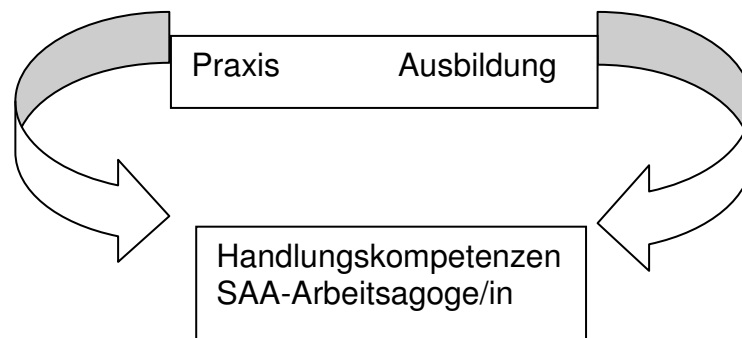 Praxis Ausbildung
Handlungskompetenzen
SAA-Arbeitsagoge/in